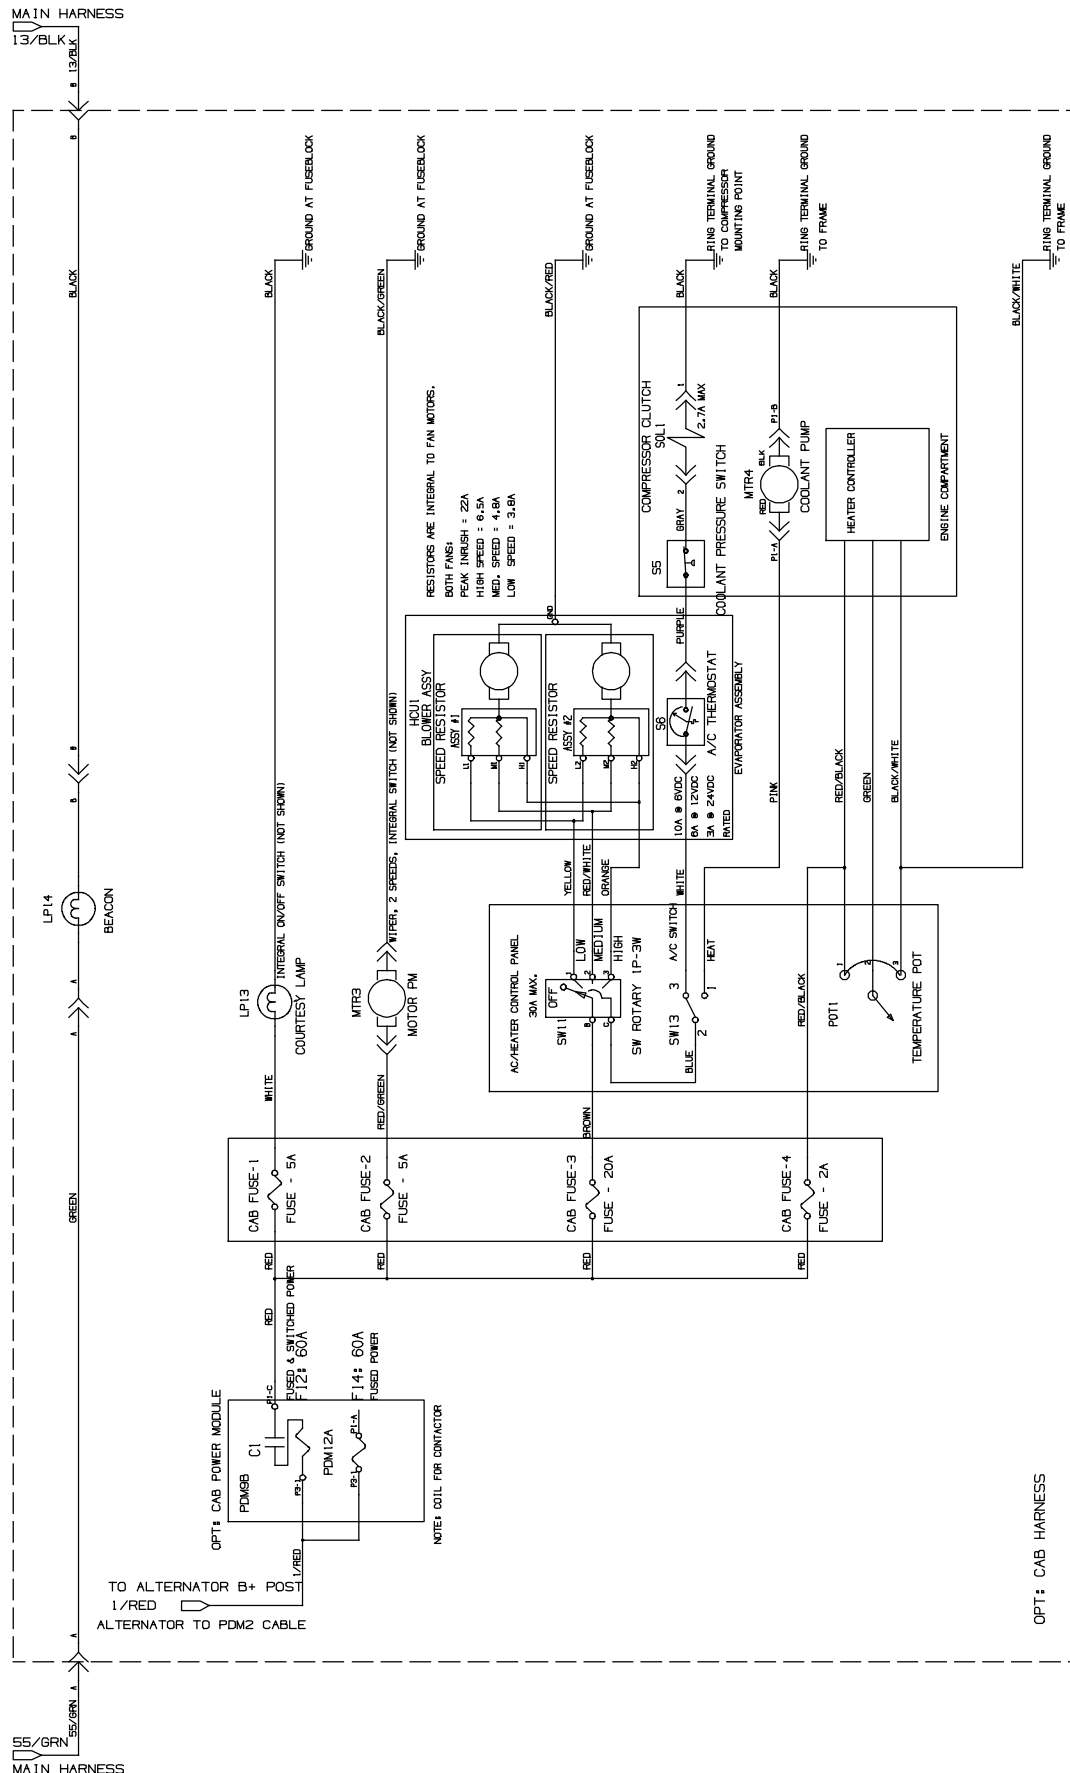 MAIN HARNESS
13/BLK
13/BLK
B
B
BLACK
B
B
LP14
BEACON
A
A
A
GREEN
A
A
55/GRN
55/GRN
MAIN HARNESS
GROUND AT FUSEBLOCK
BLACK
INTEGRAL ON/OFF SWITCH (NOT SHOWN)
LP13
COURTESY LAMP
WHITE
CAB FUSE-1
FUSE - 5A
RED
RED
GROUND AT FUSEBLOCK
BLACK/GREEN
WIPER, 2 SPEEDS, INTEGRAL SWITCH (NOT SHOWN)
MTR3
MOTOR PM
RED/GREEN
CAB FUSE-2
FUSE - 5A
RED
GROUND AT FUSEBLOCK
BLACK/RED
RESISTORS ARE INTEGRAL TO FAN MOTORS.
BOTH FANS:
PEAK INRUSH = 22A
HIGH SPEED = 6.5A
MED. SPEED = 4.8A
LOW SPEED = 3.8A
GND
HCU1
BLOWER ASSY
SPEED RESISTOR
ASSY #1
L1
M1
H1
SPEED RESISTOR
ASSY #2
L2
M2
H2
YELLOW
RED/WHITE
ORANGE
AC/HEATER CONTROL PANEL
30A MAX.
OFF
LOW
MEDIUM
HIGH
1
2
3
SW11
B
C
SW ROTARY 1P-3W
BROWN
CAB FUSE-3
FUSE - 20A
RED
RING TERMINAL GROUND
TO COMPRESSOR
MOUNTING POINT
BLACK
COMPRESSOR CLUTCH
SOL1
1
2.7A MAX
2
GRAY
S5
COOLANT PRESSURE SWITCH
PURPLE
S6
A/C THERMOSTAT
EVAPORATOR ASSEMBLY
10A @ 6VDC
6A @ 12VDC
3A @ 24VDC
RATED
WHITE
A/C SWITCH
3
HEAT
1
SW13
2
BLUE
RING TERMINAL GROUND
TO FRAME
BLACK
P1-B
BLK
MTR4
RED
COOLANT PUMP
P1-A
PINK
HEATER CONTROLLER
ENGINE COMPARTMENT
RED/BLACK
GREEN
BLACK/WHITE
1
2
3
POT1
TEMPERATURE POT
RED/BLACK
CAB FUSE-4
FUSE - 2A
RED
RING TERMINAL GROUND
TO FRAME
BLACK/WHITE
OPT: CAB POWER MODULE
PDM9B
C1
P1-C
FUSED & SWITCHED POWER
F12: 60A
P3-1
PDM12A
F14: 60A
FUSED POWER
P1-A
P3-1
NOTE: COIL FOR CONTACTOR
1/RED
TO ALTERNATOR B+ POST
1/RED
ALTERNATOR TO PDM2 CABLE
OPT: CAB HARNESS